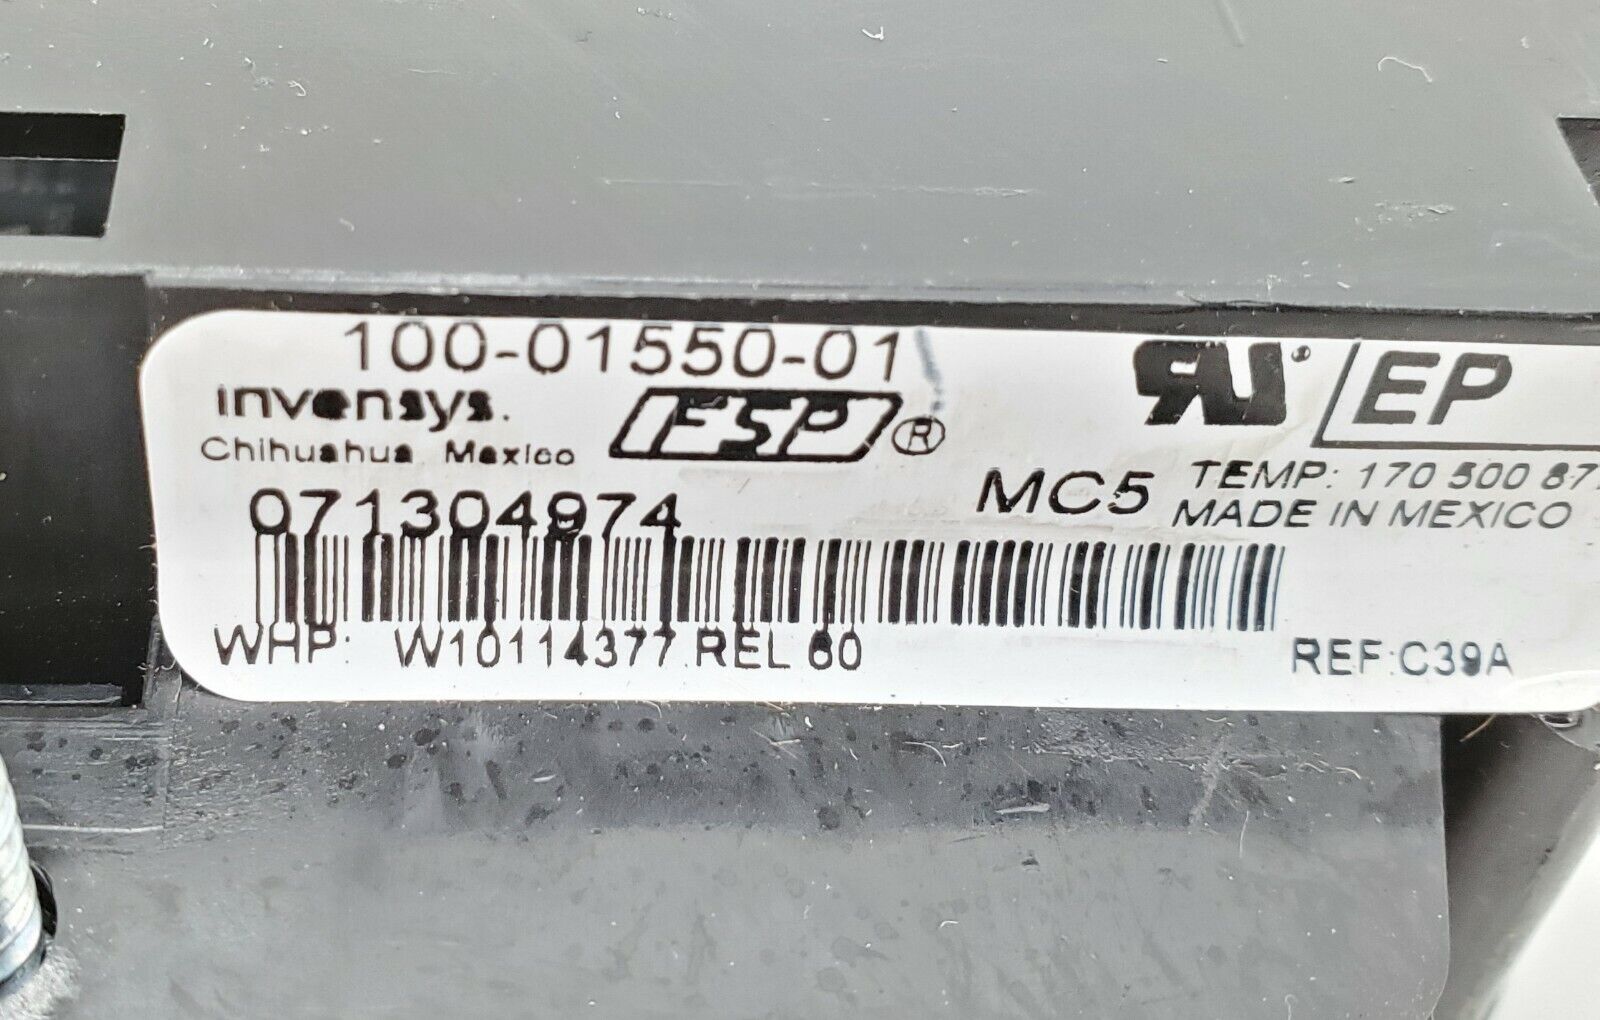 100-01550-01
invensys. FSP®
Chihuahua Mexico
EP
MC5 TEMP: 170 500 87
MADE IN MEXICO
071304974
WHP: W10114377 REL 60
REF:C39A